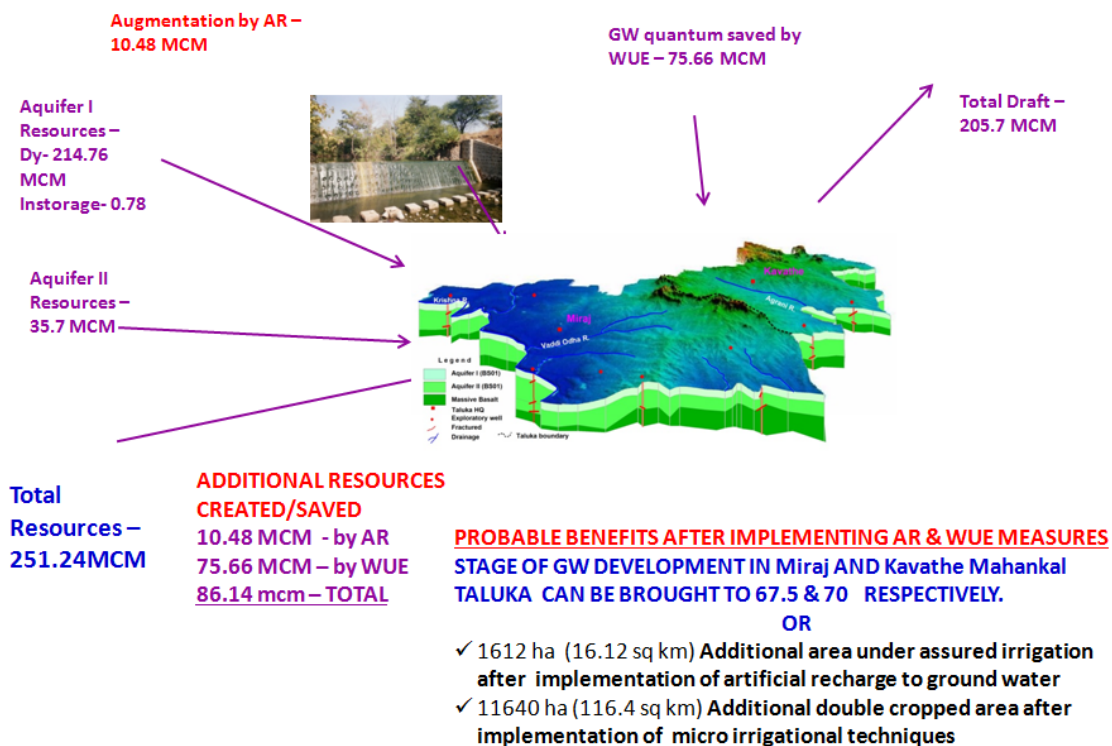 Augmentation by AR –
10.48 MCM
GW quantum saved by
WUE – 75.66 MCM
Total Draft –
205.7 MCM
Aquifer I
Resources –
Dy- 214.76
MCM
Instorage- 0.78
Aquifer II
Resources –
35.7 MCM
Krishna R.
Miraj
Vaddi Odha R.
Kavathe
Agrani R.
Legend
Aquifer I (BS01)
Aquifer II (BS01)
Massive Basalt
Taluka HQ
Exploratory well
Fractured
Drainage
Taluka boundary
Total
Resources –
251.24MCM
ADDITIONAL RESOURCES
CREATED/SAVED
10.48 MCM - by AR
75.66 MCM – by WUE
86.14 mcm – TOTAL
PROBABLE BENEFITS AFTER IMPLEMENTING AR & WUE MEASURES
STAGE OF GW DEVELOPMENT IN Miraj AND Kavathe Mahankal
TALUKA CAN BE BROUGHT TO 67.5 & 70 RESPECTIVELY.
OR
✓ 1612 ha (16.12 sq km) Additional area under assured irrigation
after implementation of artificial recharge to ground water
✓ 11640 ha (116.4 sq km) Additional double cropped area after
implementation of micro irrigational techniques